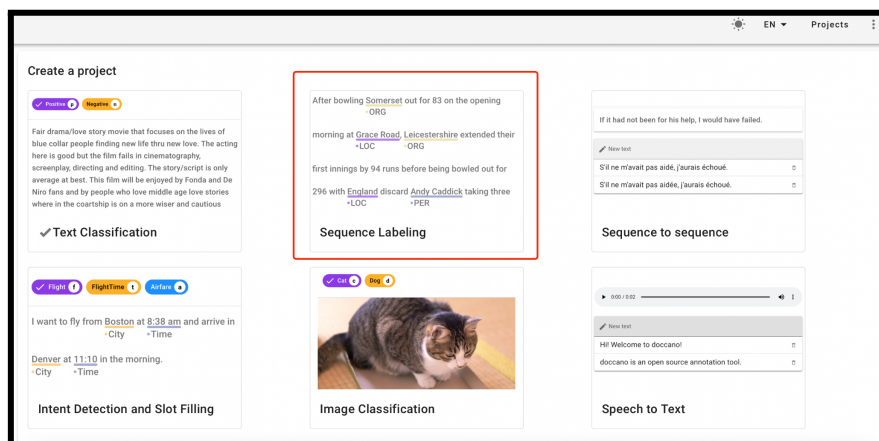 EN Projects
Create a project
Positive p Negative n
Fair drama/love story movie that focuses on the lives of
blue collar people finding new life thru new love. The acting
here is good but the film fails in cinematography,
screenplay, directing and editing. The story/script is only
average at best. This film will be enjoyed by Fonda and De
Niro fans and by people who love middle age love stories
where in the coartship is on a more wiser and cautious
Text Classification
After bowling Somerset out for 83 on the opening
•ORG
morning at Grace Road, Leicestershire extended their
•LOC •ORG
first innings by 94 runs before being bowled out for
296 with England discard Andy Caddick taking three
•LOC •PER
Sequence Labeling
If it had not been for his help, I would have failed.
New text
S'il ne m'avait pas aidé, j'aurais échoué.
S'il ne m'avait pas aidée, j'aurais échoué.
Sequence to sequence
Flight f FlightTime t Airfare a
I want to fly from Boston at 8:38 am and arrive in
•City •Time
Denver at 11:10 in the morning.
•City •Time
Intent Detection and Slot Filling
Cat c Dog d
Image Classification
0:00 / 0:02
New text
Hi! Welcome to doccano!
doccano is an open source annotation tool.
Speech to Text